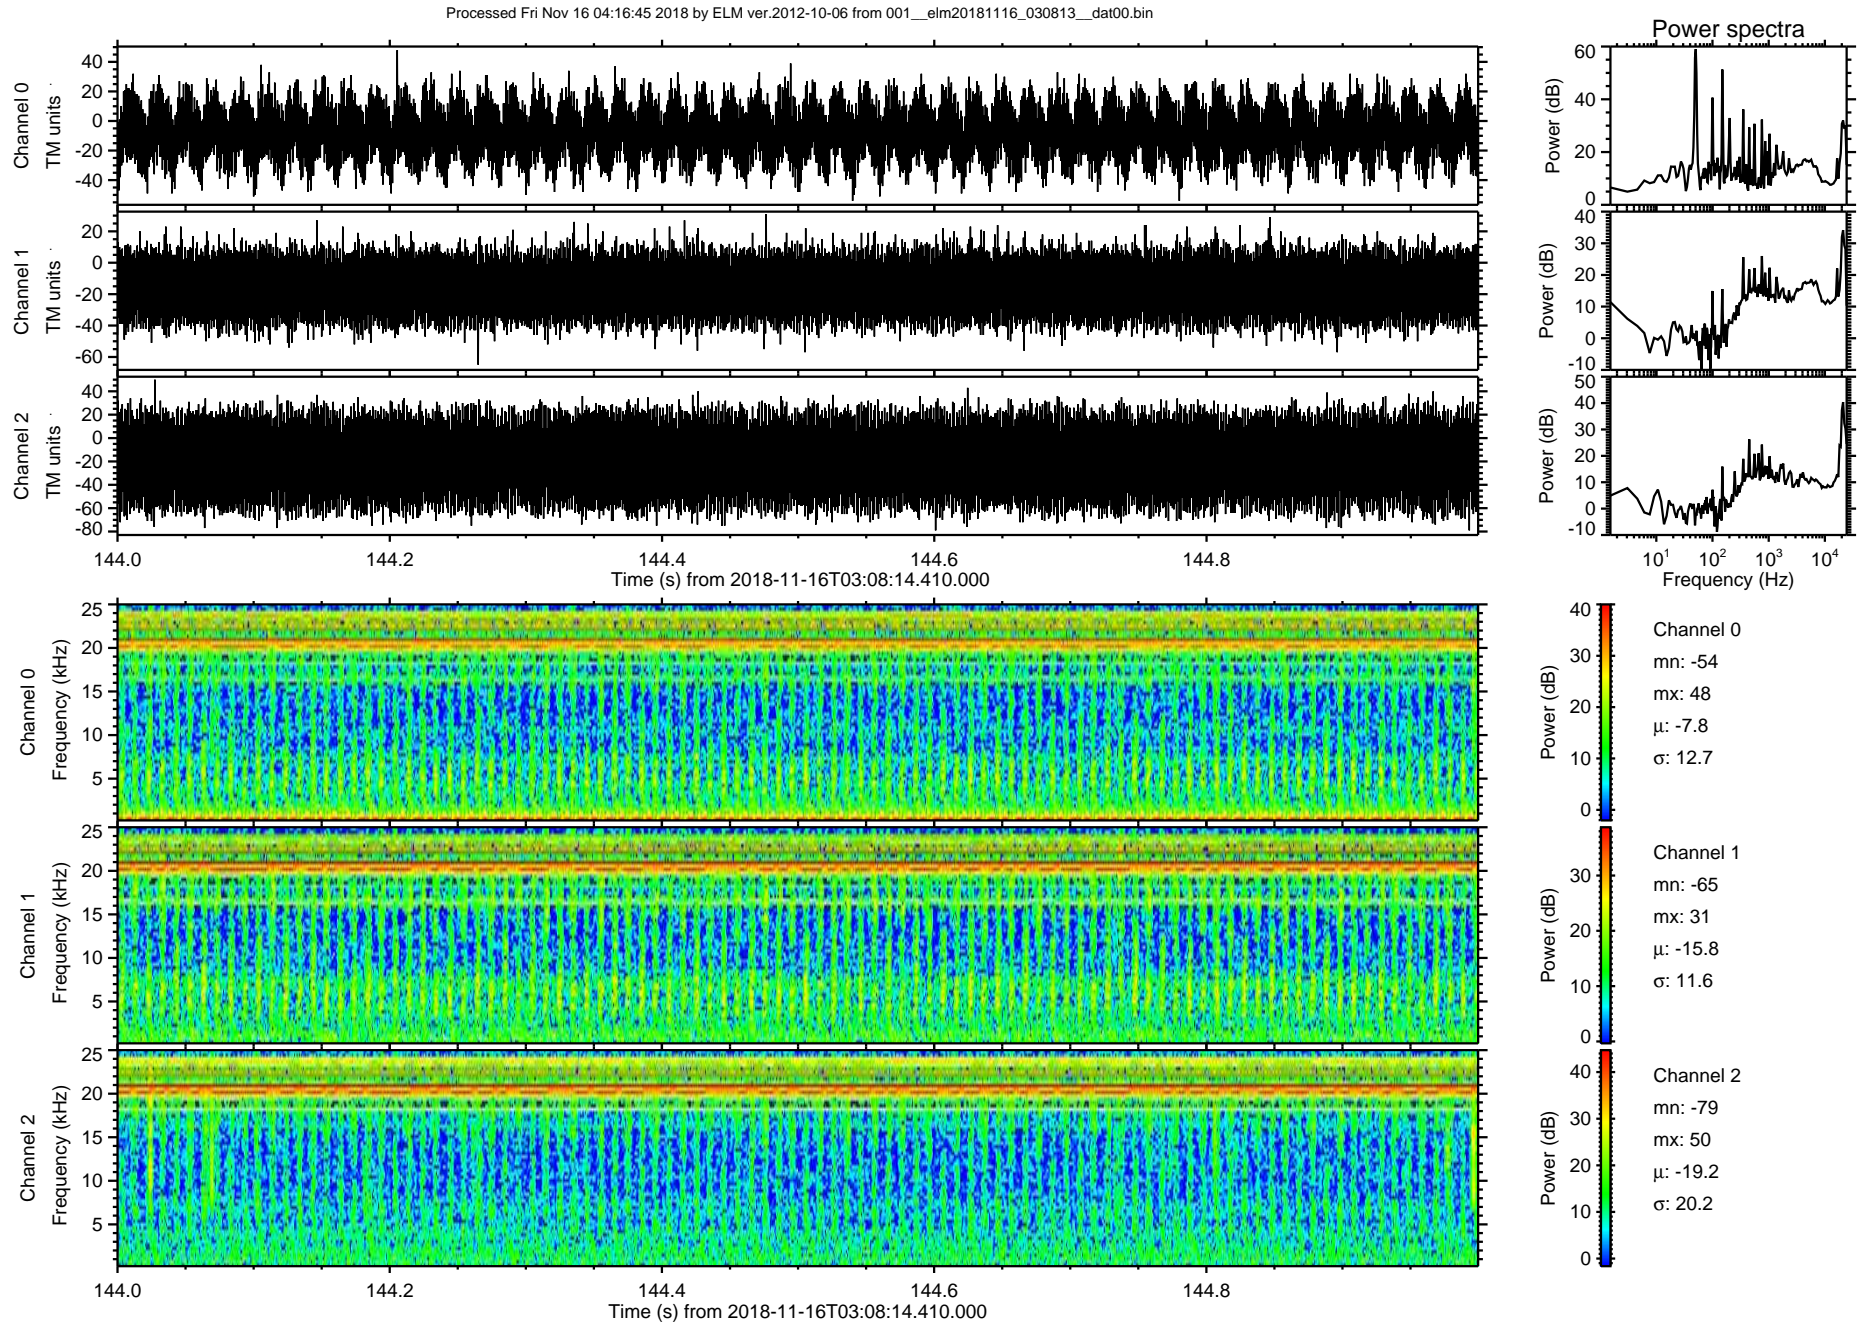 Processed Fri Nov 16 04:16:45 2018 by ELM ver.2012-10-06 from 001__elm20181116_030813__dat00.bin
Power spectra
Channel 0
TM units
40
20
0
-20
-40
Power (dB)
60
40
20
0
Channel 1
TM units
20
0
-20
-40
-60
Power (dB)
40
30
20
10
0
-10
Channel 2
TM units
40
20
0
-20
-40
-60
-80
Power (dB)
50
40
30
20
10
0
-10
144.0 144.2 144.4 144.6 144.8
Time (s) from 2018-11-16T03:08:14.410.000
10¹ 10² 10³ 10⁴
Frequency (Hz)
Channel 0
Frequency (kHz)
25
20
15
10
5
Power (dB)
40
30
20
10
0
Channel 0
mn: -54
mx: 48
µ: -7.8
σ: 12.7
Channel 1
Frequency (kHz)
25
20
15
10
5
Power (dB)
30
20
10
0
Channel 1
mn: -65
mx: 31
µ: -15.8
σ: 11.6
Channel 2
Frequency (kHz)
25
20
15
10
5
Power (dB)
40
30
20
10
0
Channel 2
mn: -79
mx: 50
µ: -19.2
σ: 20.2
144.0 144.2 144.4 144.6 144.8
Time (s) from 2018-11-16T03:08:14.410.000